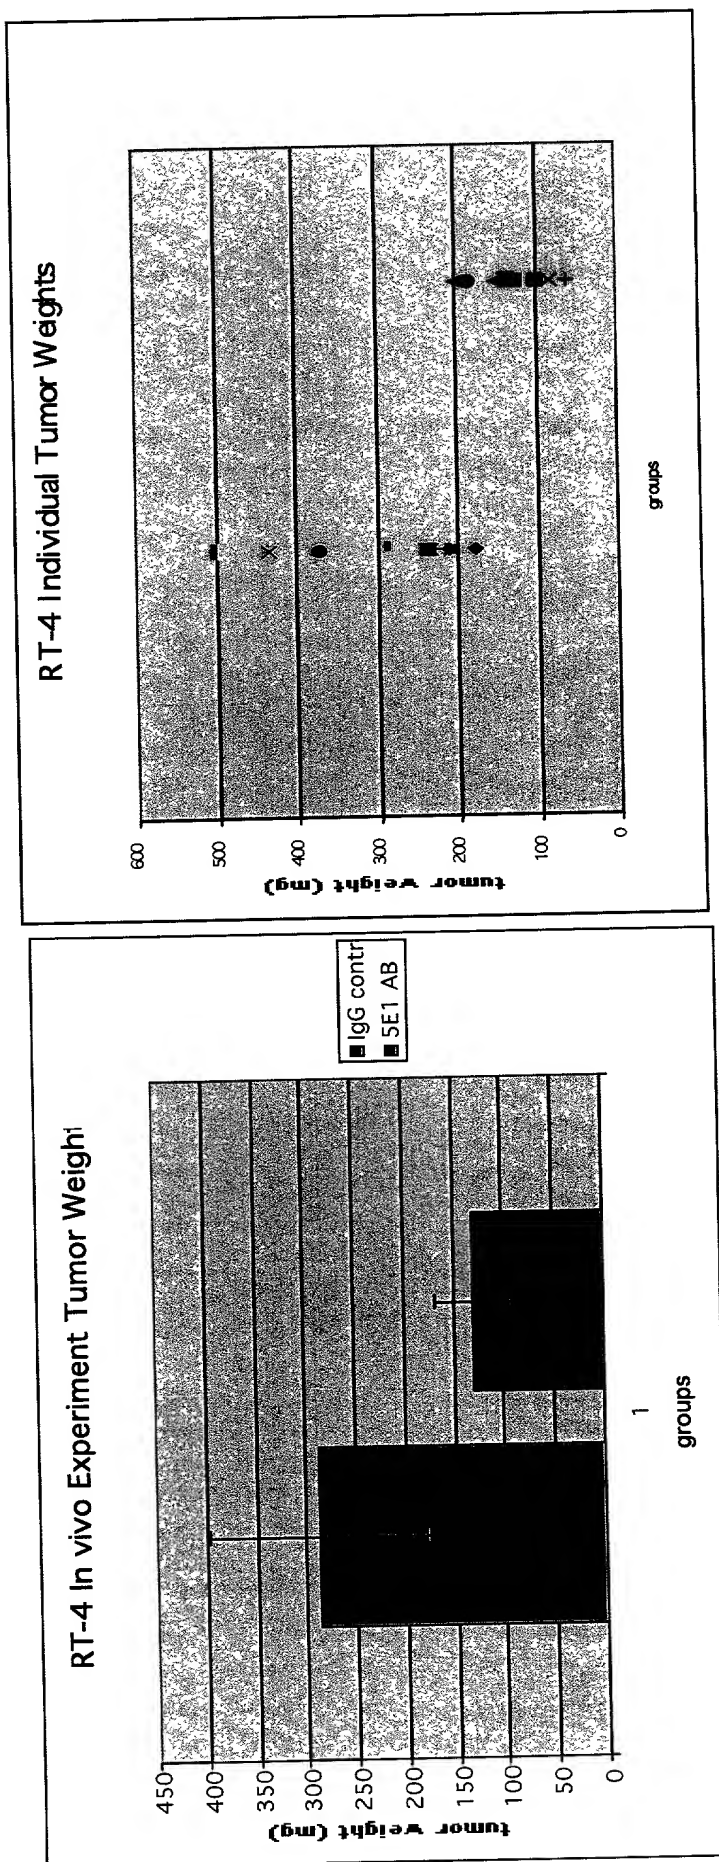 RT-4 In vivo Experiment Tumor Weigh
450
400
350
300
250
200
150
100
50
0
tumor weight (mg)
1
groups
IgG contr
5E1 AB
RT-4 Individual Tumor Weights
600
500
400
300
200
100
0
tumor weight (mg)
groups